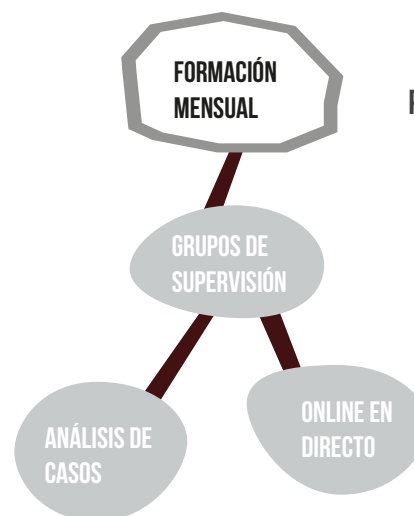 FORMACIÓN
MENSUAL
GRUPOS DE
SUPERVISIÓN
ANÁLISIS DE
CASOS
ONLINE EN
DIRECTO